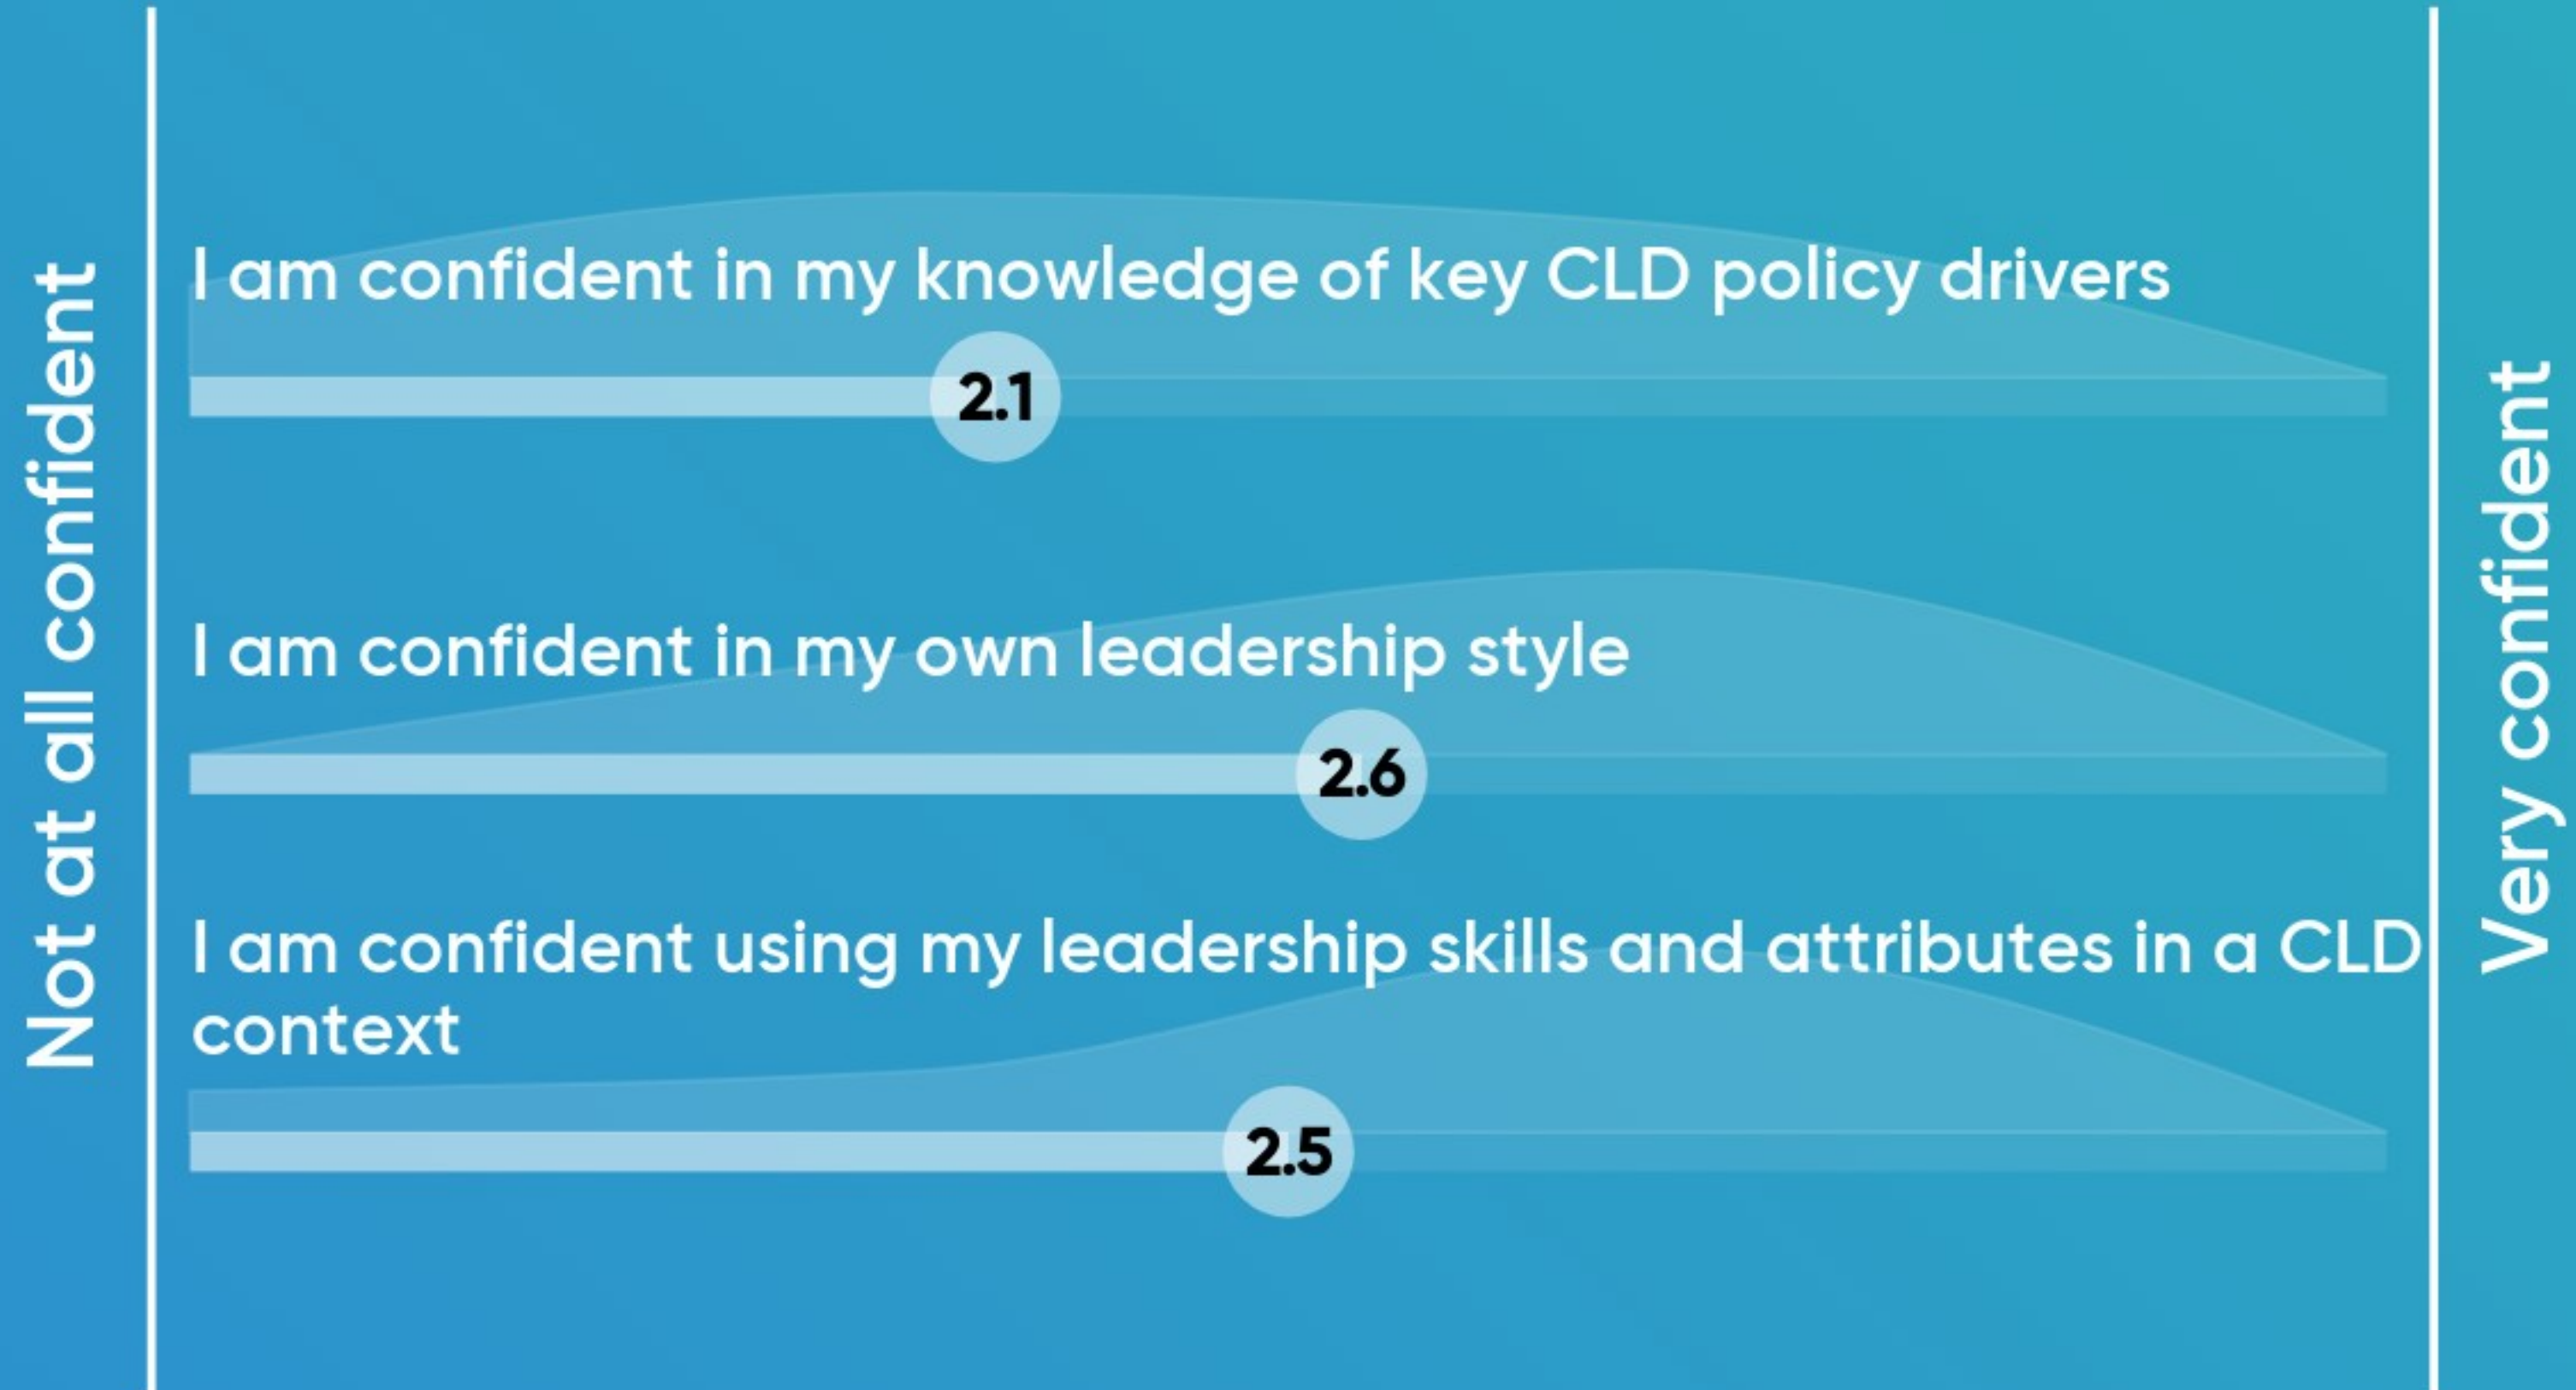 Not at all confident
I am confident in my knowledge of key CLD policy drivers
2.1
I am confident in my own leadership style
2.6
I am confident using my leadership skills and attributes in a CLD
context
2.5
Very confident